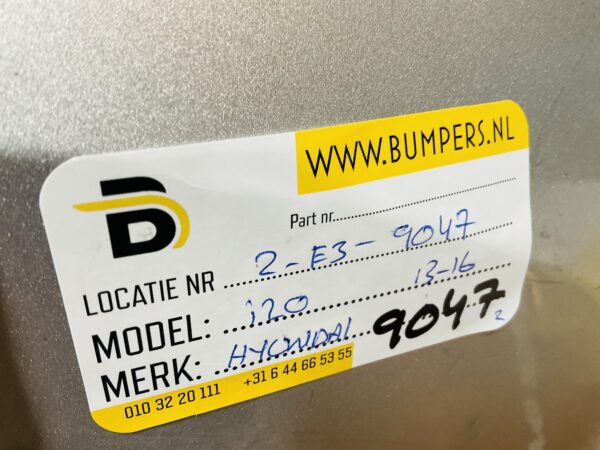 WWW.BUMPERS.NL
B
Part nr.
LOCATIE NR 2-E3-9047
MODEL: i20 13-16
MERK: HYUNDAI 9047
2
010 32 20 111 +31 6 44 66 53 55